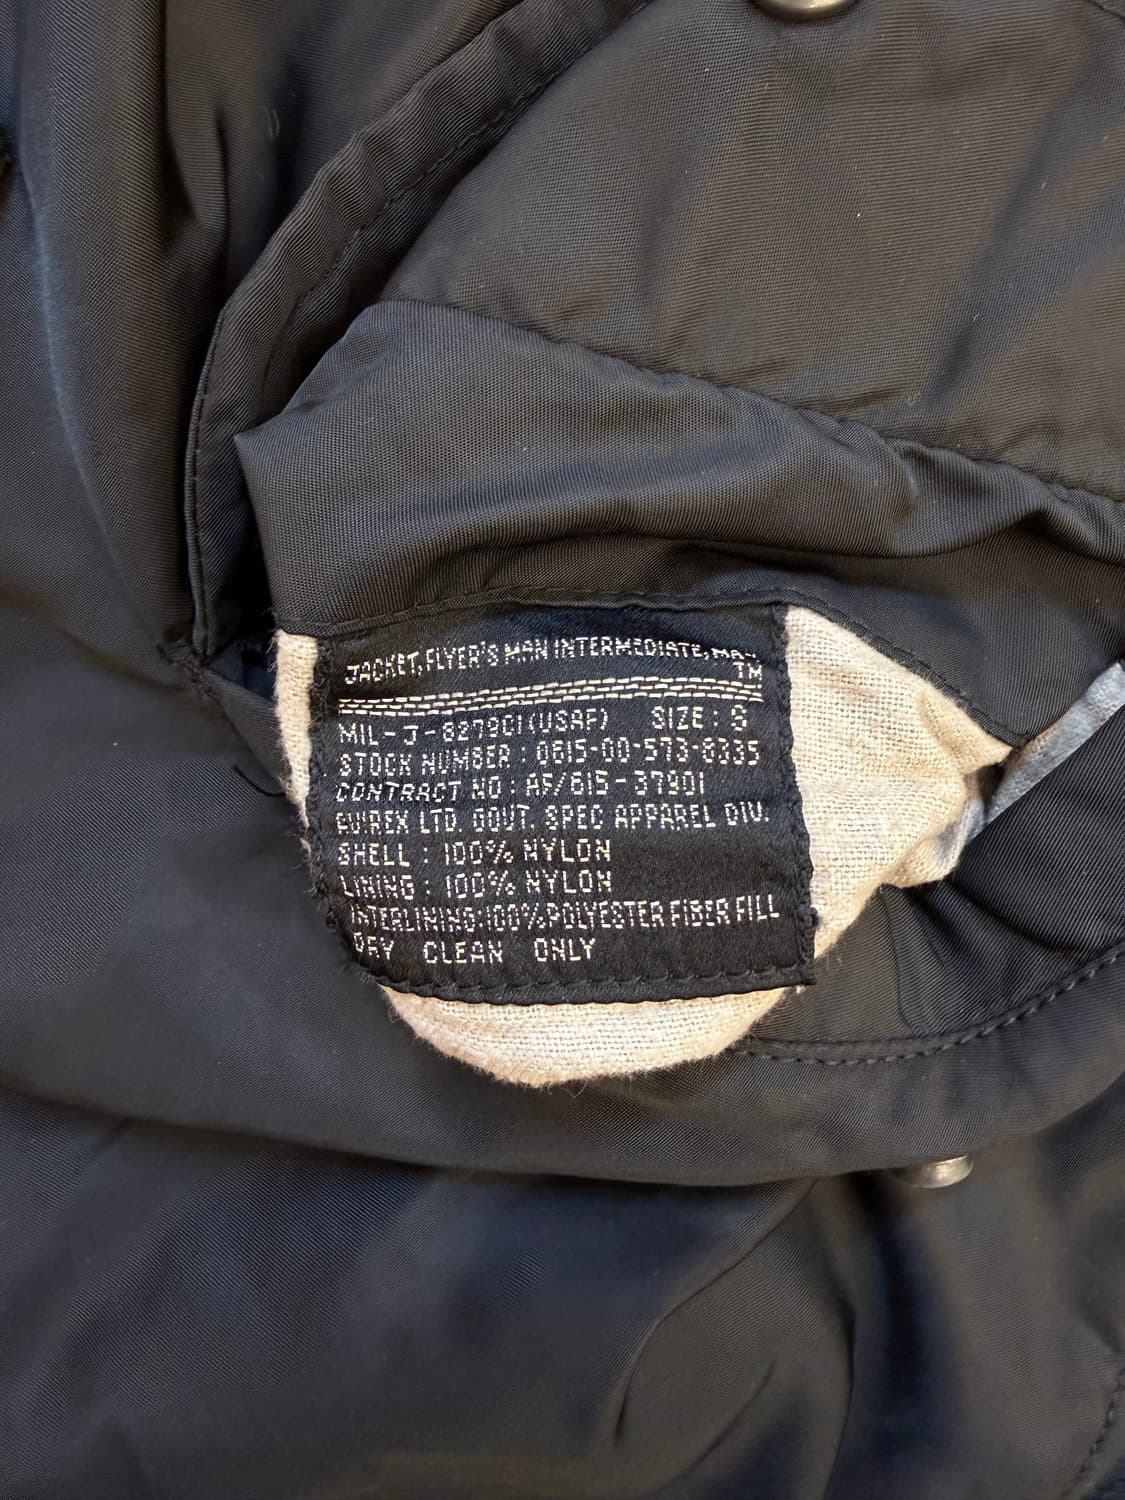 JACKET, FLYER'S MAN INTERMEDIATE, MA-
TM
MIL-J-82790I(USAF) SIZE: S
STOCK NUMBER: 0615-00-573-8335
CONTRACT NO: AF/615-37901
AVIREX LTD. GOVT. SPEC APPAREL DIV.
SHELL: 100% NYLON
LINING: 100% NYLON
INTERLINING:100%POLYESTER FIBER FILL
DRY CLEAN ONLY